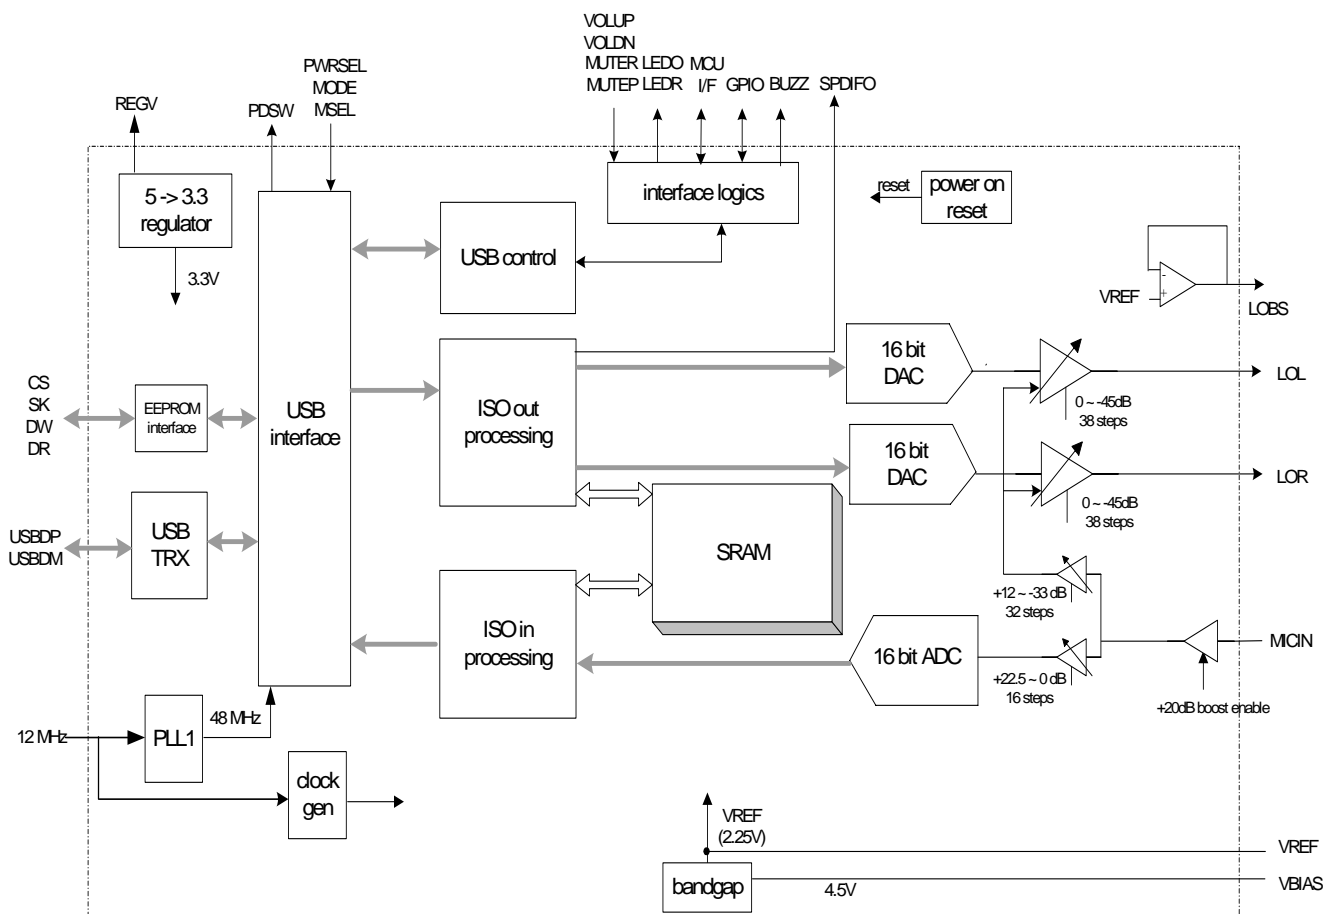 VOLUP
VOLDN
MUTER
MUTEP
LEDO
LEDR
MCU
I/F
GPIO
BUZZ
SPDIFO
PWRSEL
MODE
MSEL
REGV
PDSW
5 -> 3.3
regulator
3.3V
interface logics
reset
power on
reset
USB control
VREF
-
+
LOBS
16 bit
DAC
LOL
0 ~ -45dB
38 steps
CS
SK
DW
DR
EEPROM
interface
USB
interface
ISO out
processing
16 bit
DAC
LOR
0 ~ -45dB
38 steps
USBDP
USBDM
USB
TRX
SRAM
+12 ~ -33 dB
32 steps
ISO in
processing
16 bit ADC
MICIN
+22.5 ~ 0 dB
16 steps
+20dB boost enable
12 MHz
PLL1
48 MHz
clock
gen
VREF
(2.25V)
VREF
bandgap
4.5V
VBIAS